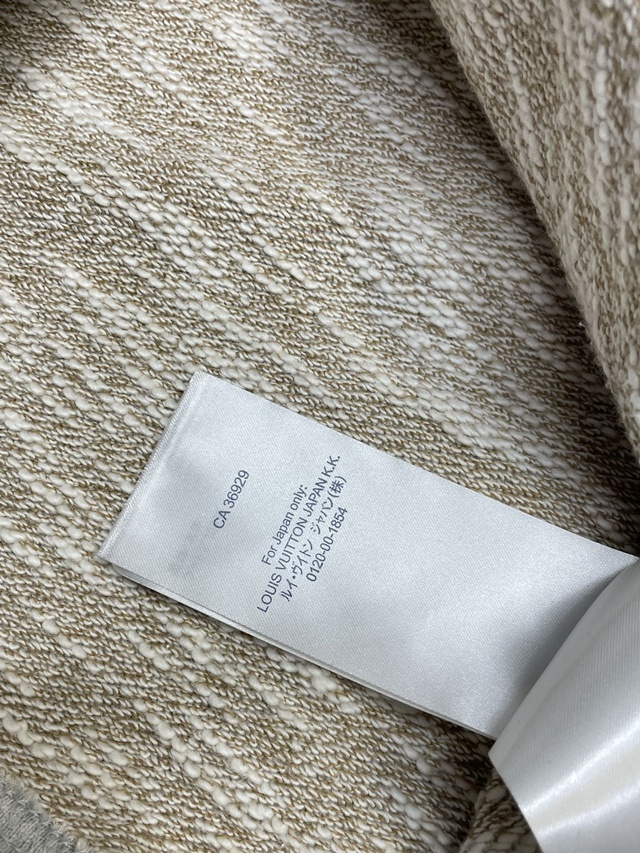 CA 36929
For Japan only:
LOUIS VUITTON JAPAN K.K.
ルイ・ヴィトン ジャパン(株)
0120-00-1854